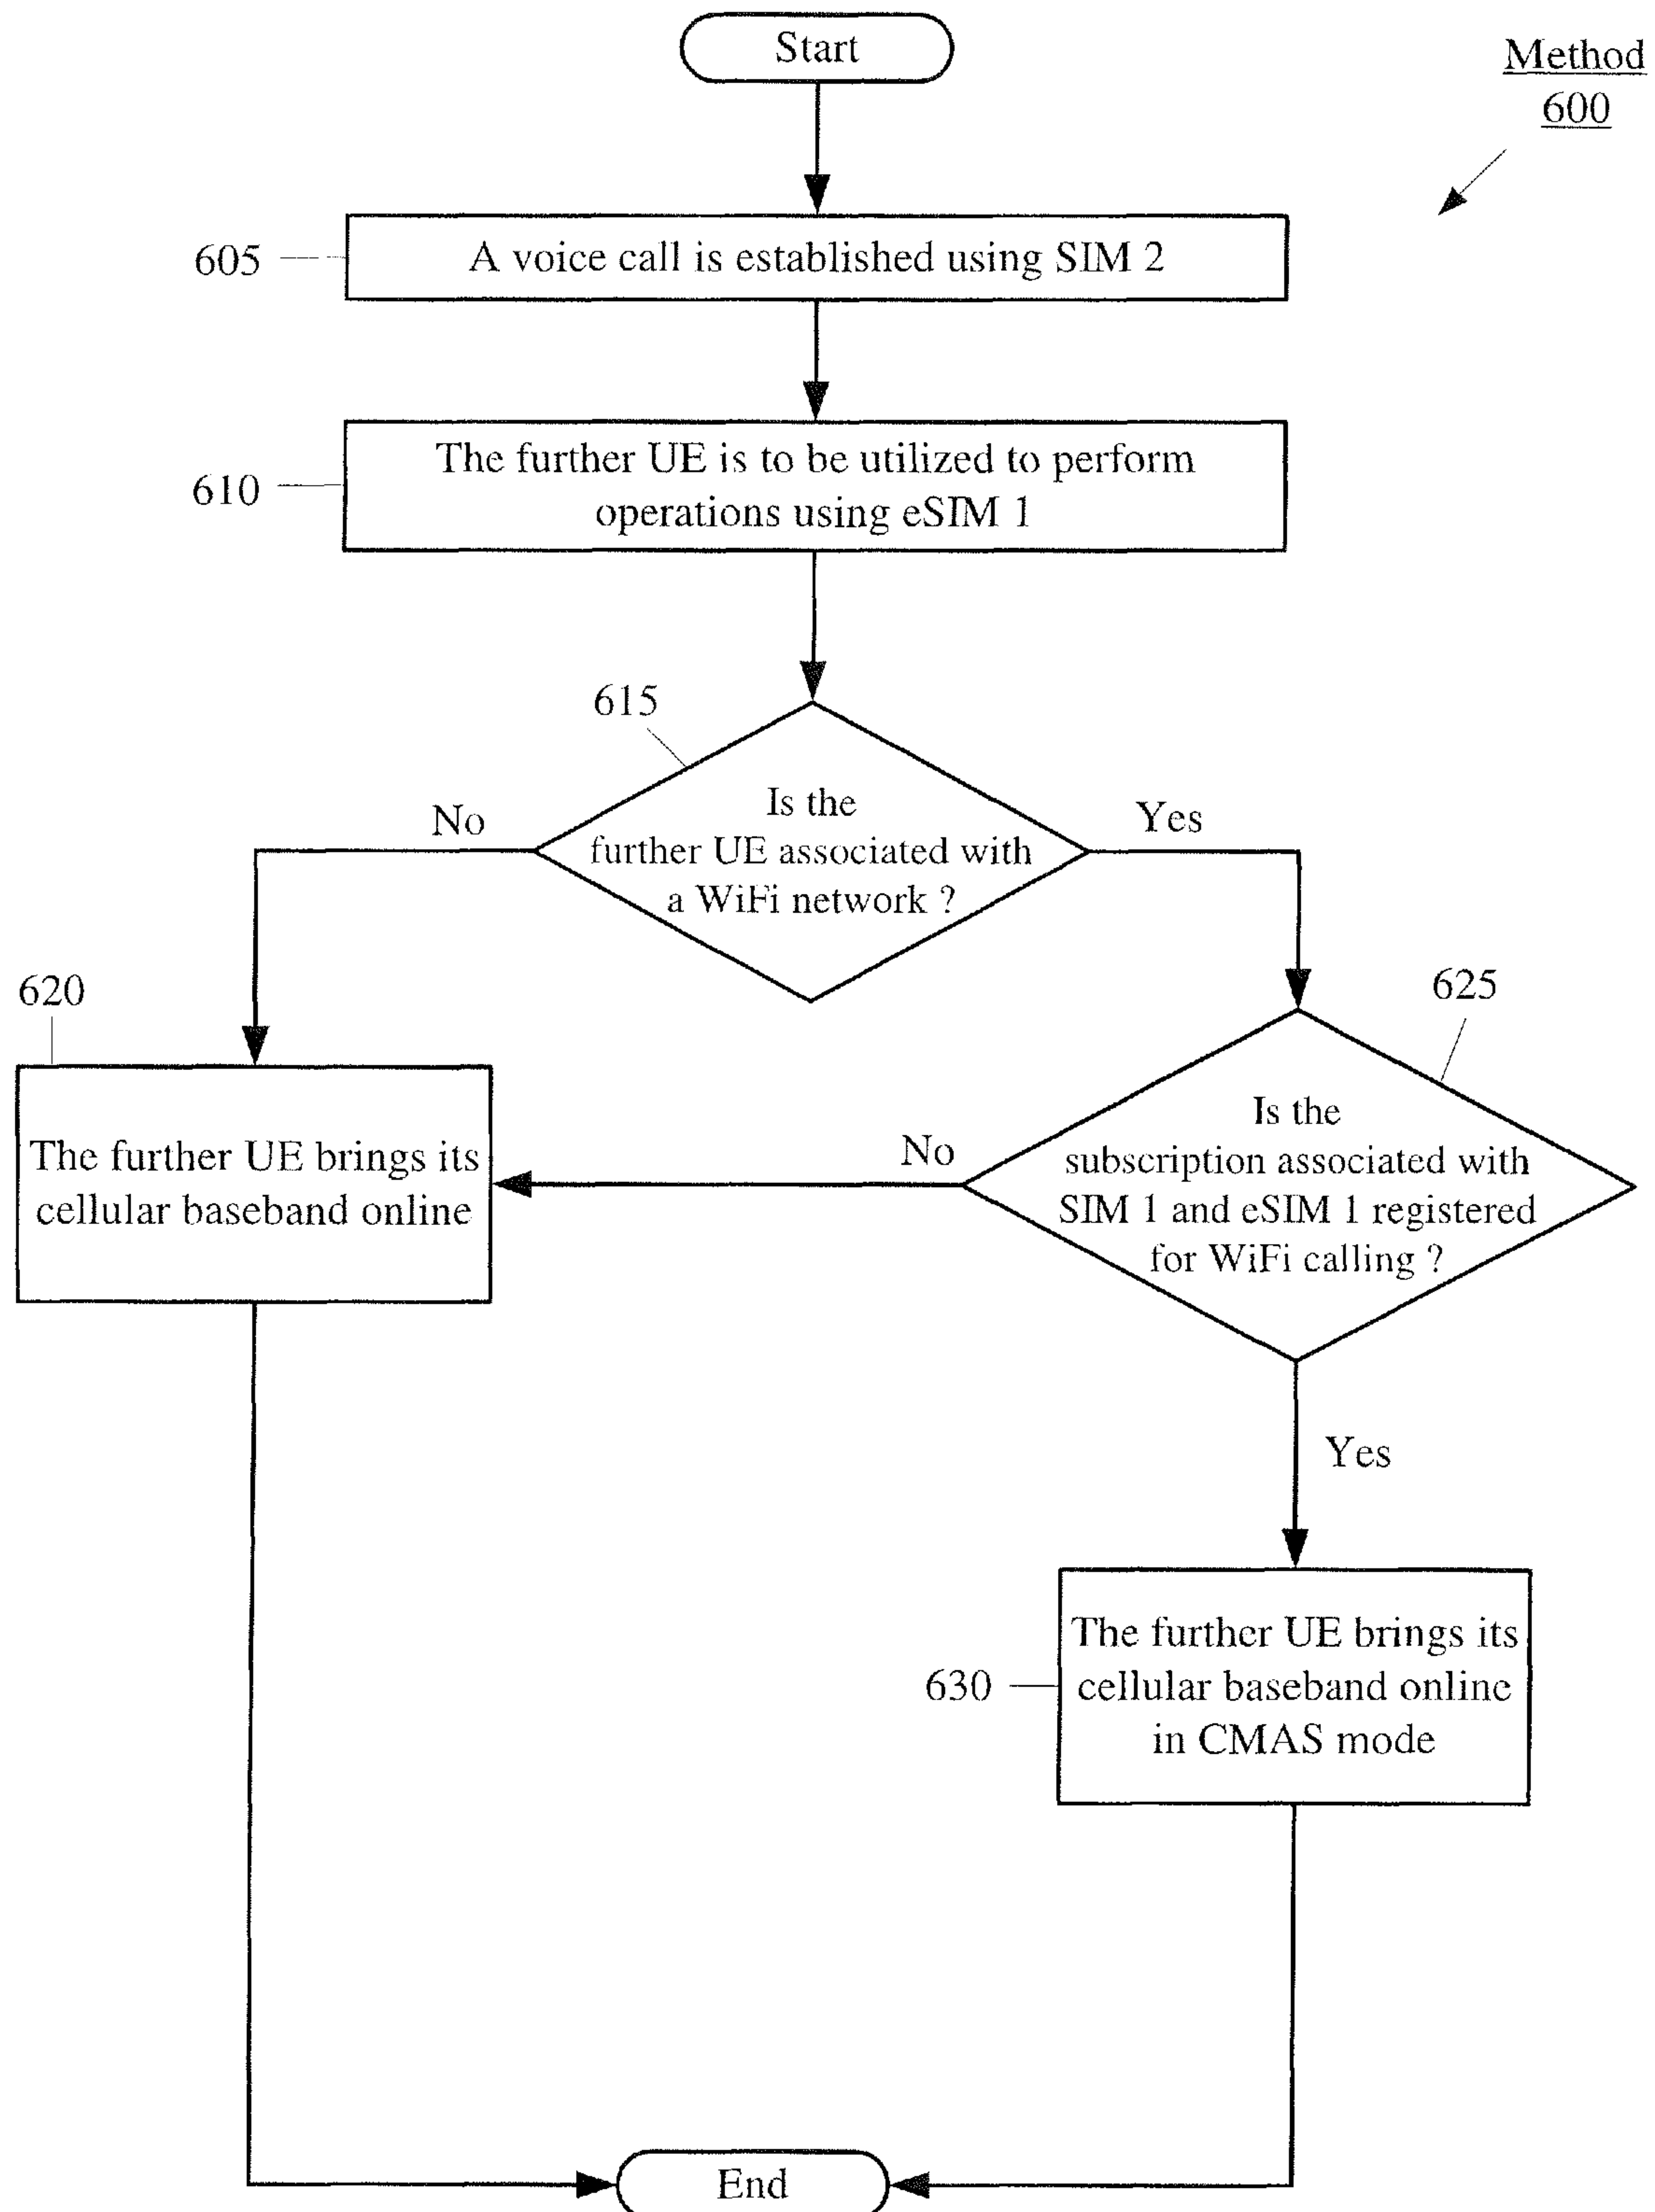 Start
Method
600
605
A voice call is established using SIM 2
610
The further UE is to be utilized to perform
operations using eSIM 1
615
Is the
further UE associated with
a WiFi network ?
No
Yes
620
The further UE brings its
cellular baseband online
625
Is the
subscription associated with
SIM 1 and eSIM 1 registered
for WiFi calling ?
No
Yes
630
The further UE brings its
cellular baseband online
in CMAS mode
End